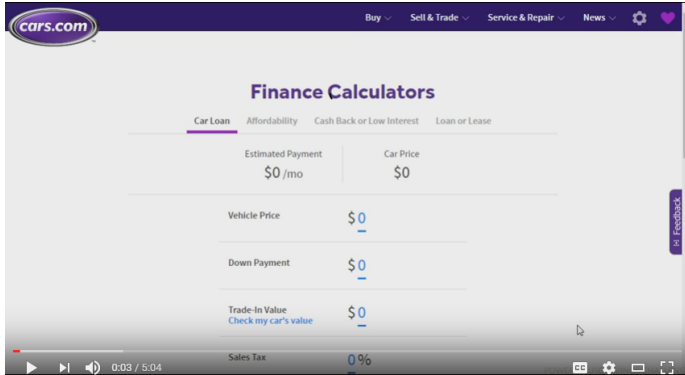 cars.com
Buy Sell & Trade Service & Repair News
Finance Calculators
Car Loan Affordability Cash Back or Low Interest Loan or Lease
Estimated Payment Car Price
$0 /mo $0
Vehicle Price $ 0
Down Payment $ 0
Trade-In Value $ 0
Check my car's value
Sales Tax 0 %
Feedback
0:03 / 5:04 CC